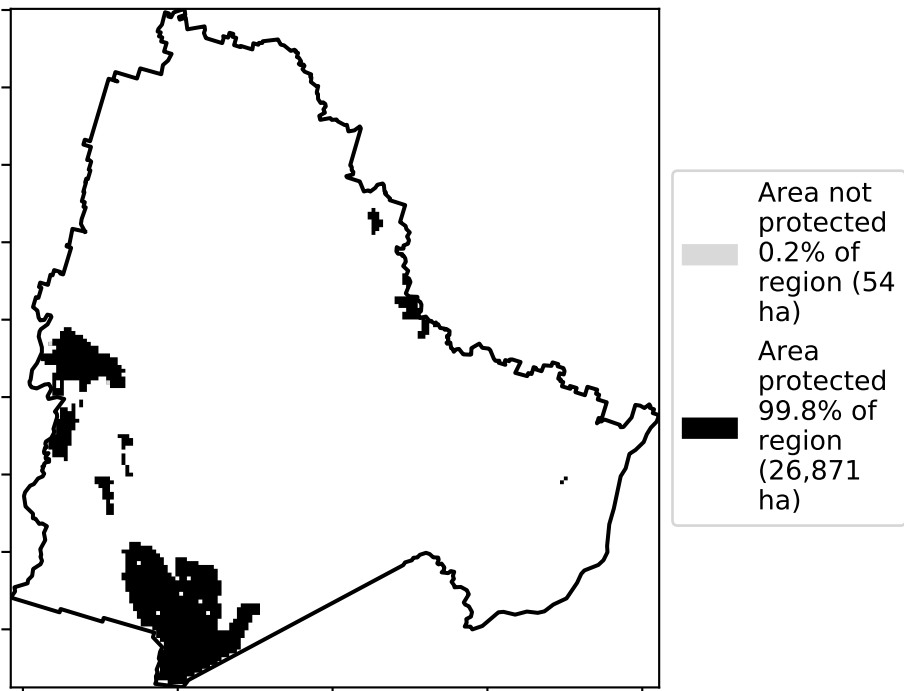 Area not
protected
0.2% of
region (54
ha)
Area
protected
99.8% of
region
(26,871
ha)